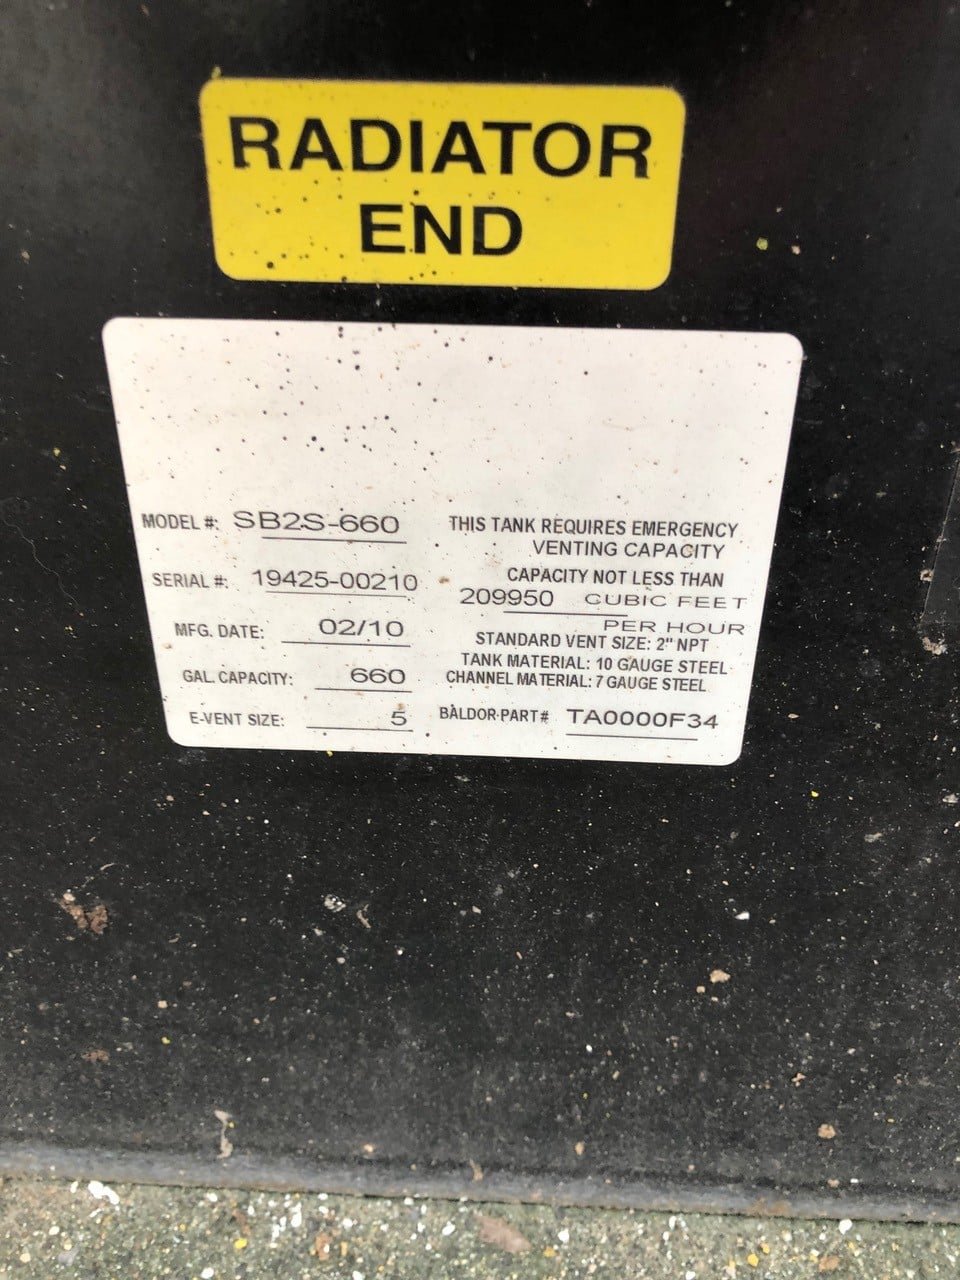 RADIATOR
END
MODEL #: SB2S-660
SERIAL #: 19425-00210
MFG. DATE: 02/10
GAL. CAPACITY: 660
E-VENT SIZE: 5
THIS TANK REQUIRES EMERGENCY
VENTING CAPACITY
CAPACITY NOT LESS THAN
209950 CUBIC FEET
PER HOUR
STANDARD VENT SIZE: 2" NPT
TANK MATERIAL: 10 GAUGE STEEL
CHANNEL MATERIAL: 7 GAUGE STEEL
BALDOR PART # TA0000F34